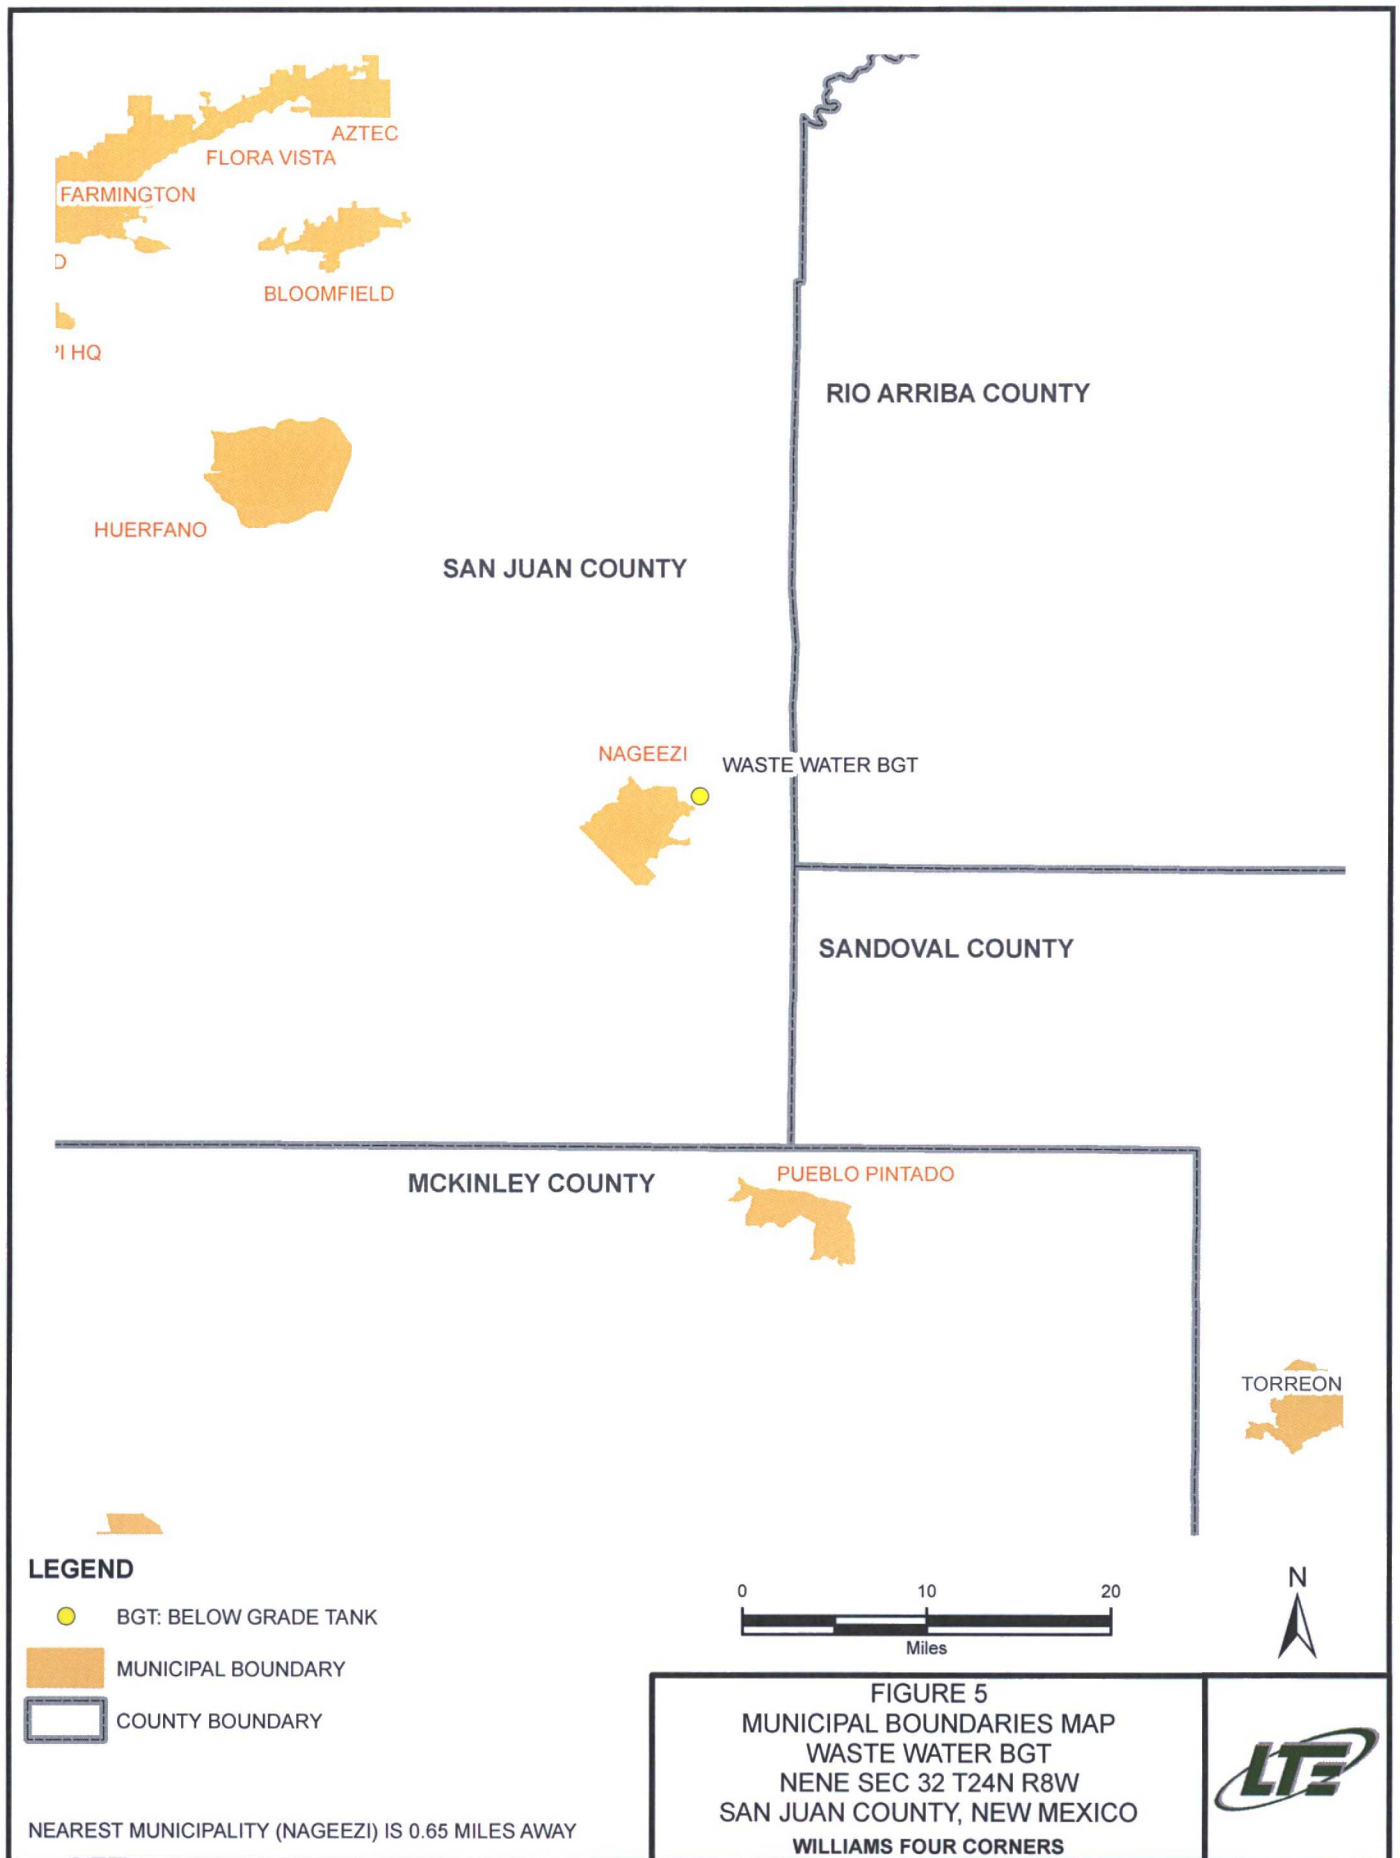 AZTEC
FLORA VISTA
FARMINGTON
D
BLOOMFIELD
PI HQ
RIO ARRIBA COUNTY
HUERFANO
SAN JUAN COUNTY
NAGEEZI
WASTE WATER BGT
SANDOVAL COUNTY
MCKINLEY COUNTY
PUEBLO PINTADO
TORREON
LEGEND
BGT: BELOW GRADE TANK
MUNICIPAL BOUNDARY
COUNTY BOUNDARY
0 10 20
Miles
N
NEAREST MUNICIPALITY (NAGEEZI) IS 0.65 MILES AWAY
FIGURE 5
MUNICIPAL BOUNDARIES MAP
WASTE WATER BGT
NENE SEC 32 T24N R8W
SAN JUAN COUNTY, NEW MEXICO
WILLIAMS FOUR CORNERS
LTE